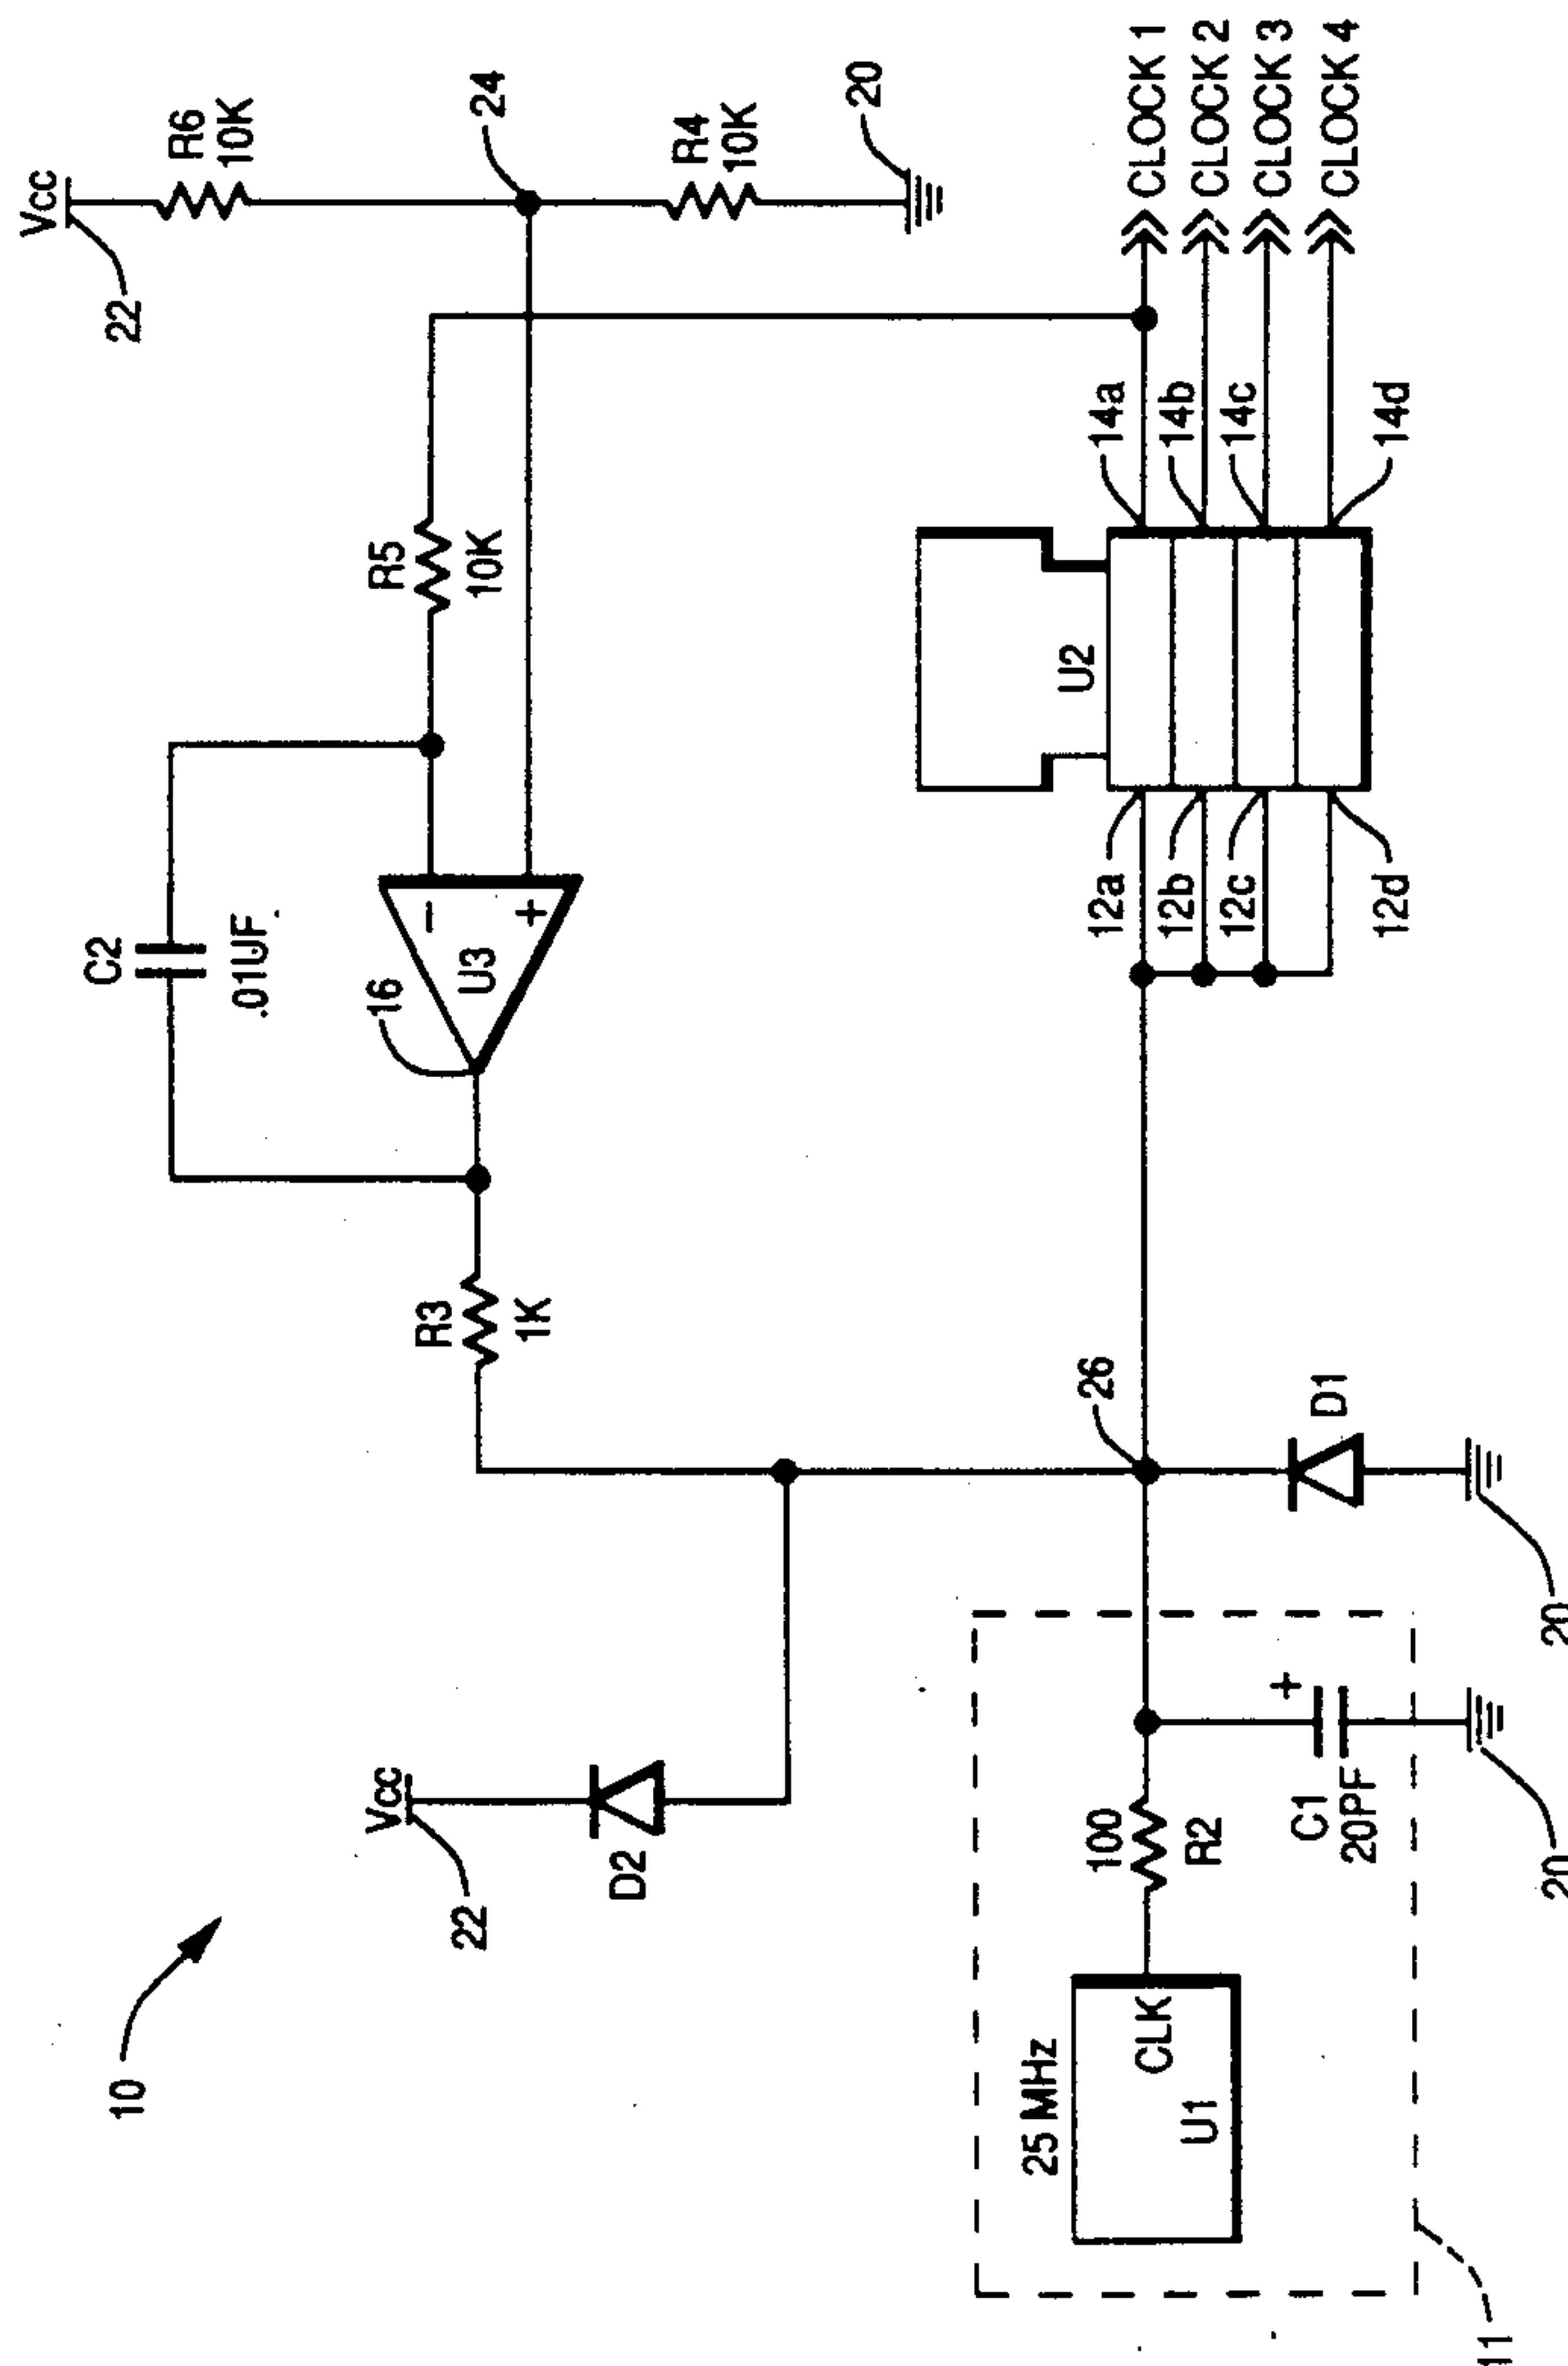 10
Vcc
22
R6
10K
24
R4
10K
20
C2
.01UF
R5
10K
16
U3
-
+
R3
1K
Vcc
22
D2
26
D1
20
25 MHz
CLK
U1
100
R2
+
C1
20PF
20
11
U2
12a
12b
12c
12d
14a
14b
14c
14d
CLOCK 1
CLOCK 2
CLOCK 3
CLOCK 4